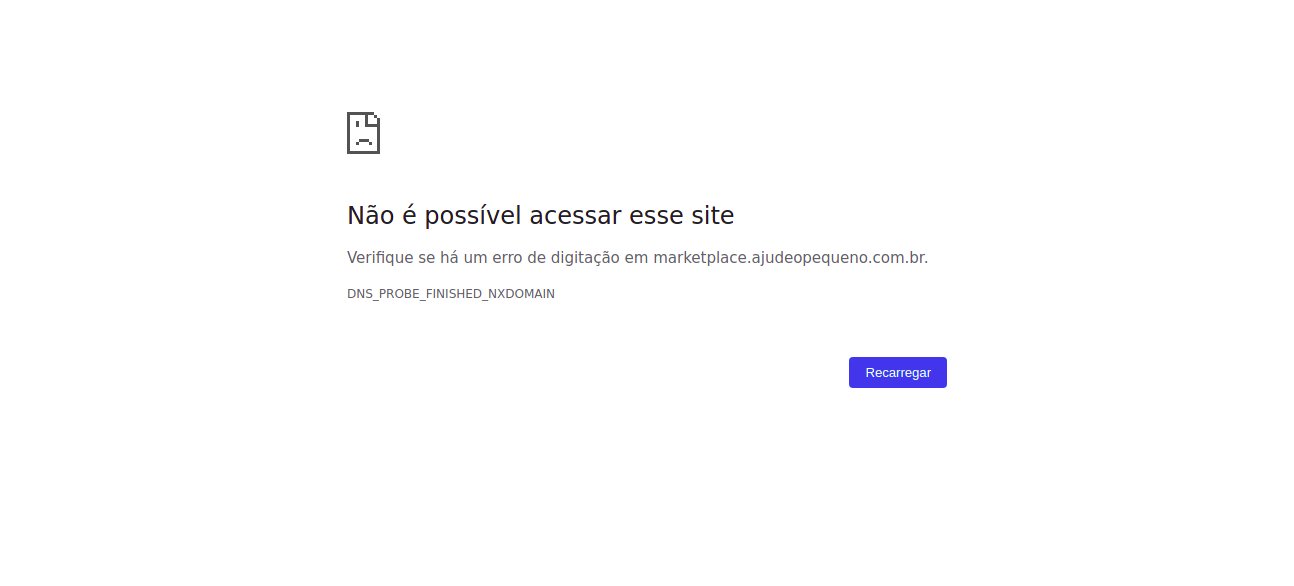 Não é possível acessar esse site
Verifique se há um erro de digitação em marketplace.ajudeopequeno.com.br.
DNS_PROBE_FINISHED_NXDOMAIN
Recarregar